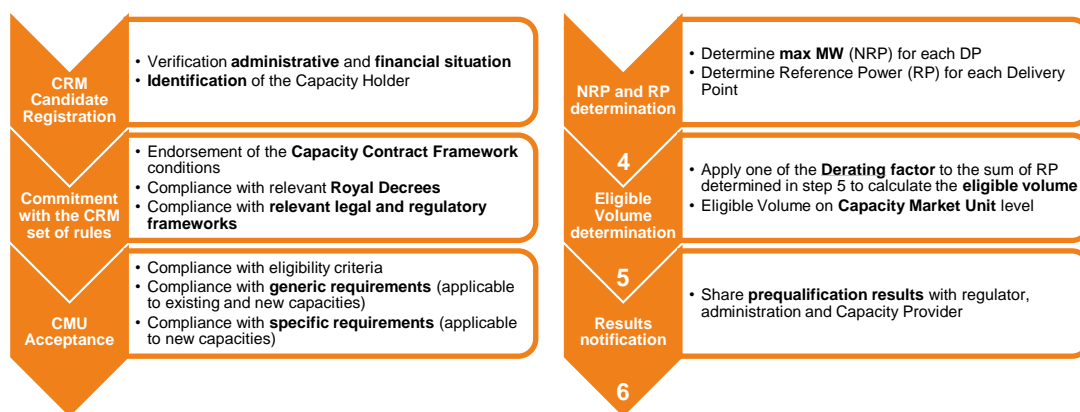 CRM
Candidate
Registration
• Verification administrative and financial situation
• Identification of the Capacity Holder
Commitment
with the CRM
set of rules
• Endorsement of the Capacity Contract Framework
conditions
• Compliance with relevant Royal Decrees
• Compliance with relevant legal and regulatory
frameworks
CMU
Acceptance
• Compliance with eligibility criteria
• Compliance with generic requirements (applicable
to existing and new capacities)
• Compliance with specific requirements (applicable
to new capacities)
NRP and RP
determination
4
• Determine max MW (NRP) for each DP
• Determine Reference Power (RP) for each Delivery
Point
Eligible
Volume
determination
5
• Apply one of the Derating factor to the sum of RP
determined in step 5 to calculate the eligible volume
• Eligible Volume on Capacity Market Unit level
Results
notification
6
• Share prequalification results with regulator,
administration and Capacity Provider